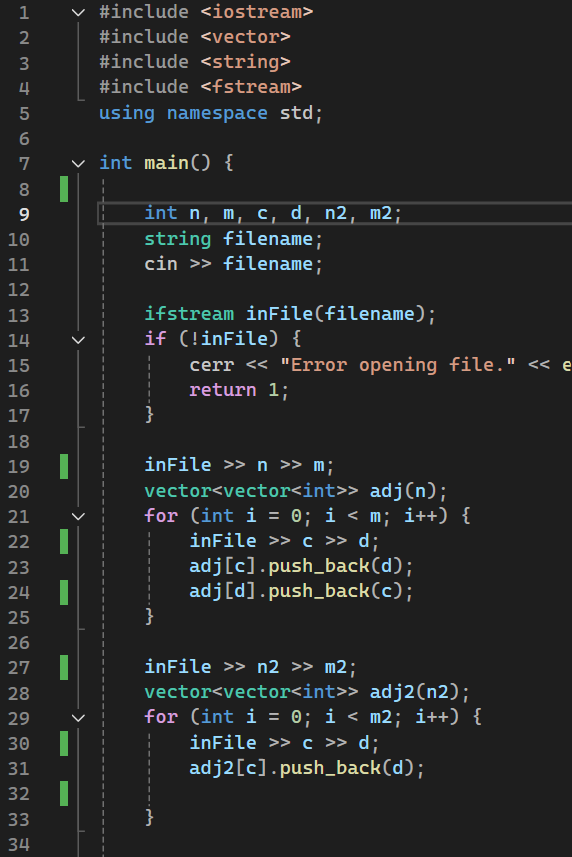 1 #include <iostream>
2 #include <vector>
3 #include <string>
4 #include <fstream>
5 using namespace std;
6
7 int main() {
8
9 int n, m, c, d, n2, m2;
10 string filename;
11 cin >> filename;
12
13 ifstream inFile(filename);
14 if (!inFile) {
15 cerr << "Error opening file." << e
16 return 1;
17 }
18
19 inFile >> n >> m;
20 vector<vector<int>> adj(n);
21 for (int i = 0; i < m; i++) {
22 inFile >> c >> d;
23 adj[c].push_back(d);
24 adj[d].push_back(c);
25 }
26
27 inFile >> n2 >> m2;
28 vector<vector<int>> adj2(n2);
29 for (int i = 0; i < m2; i++) {
30 inFile >> c >> d;
31 adj2[c].push_back(d);
32
33 }
34